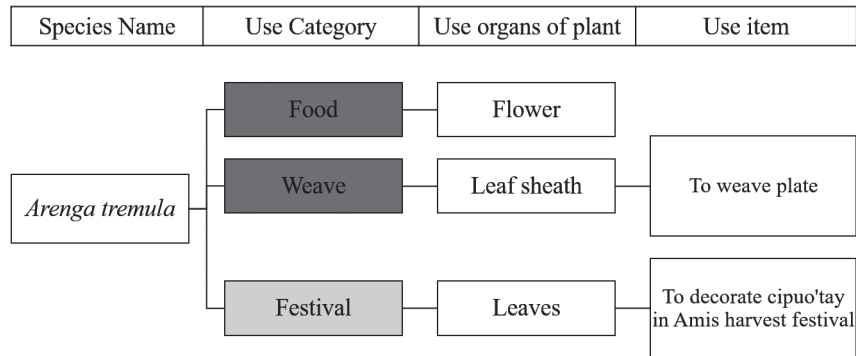 Species Name Use Category Use organs of plant Use item
Food Flower
Weave Leaf sheath To weave plate
Arenga tremula
Festival Leaves To decorate cipuo'tay
in Amis harvest festival